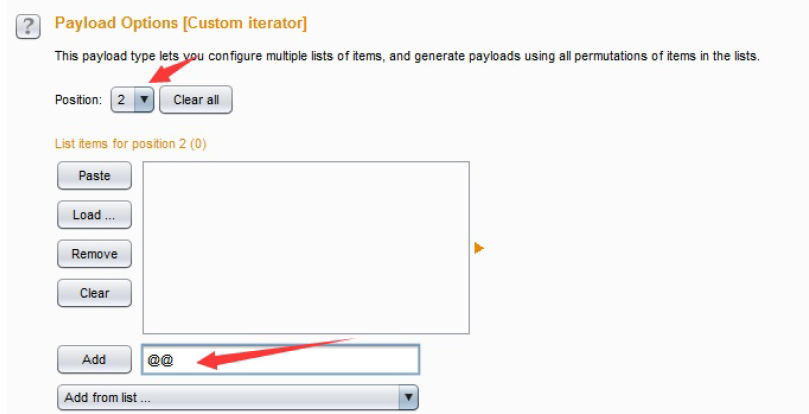 ?
Payload Options [Custom iterator]
This payload type lets you configure multiple lists of items, and generate payloads using all permutations of items in the lists.
Position: 2 Clear all
List items for position 2 (0)
Paste
Load ...
Remove
Clear
Add @@
Add from list ...